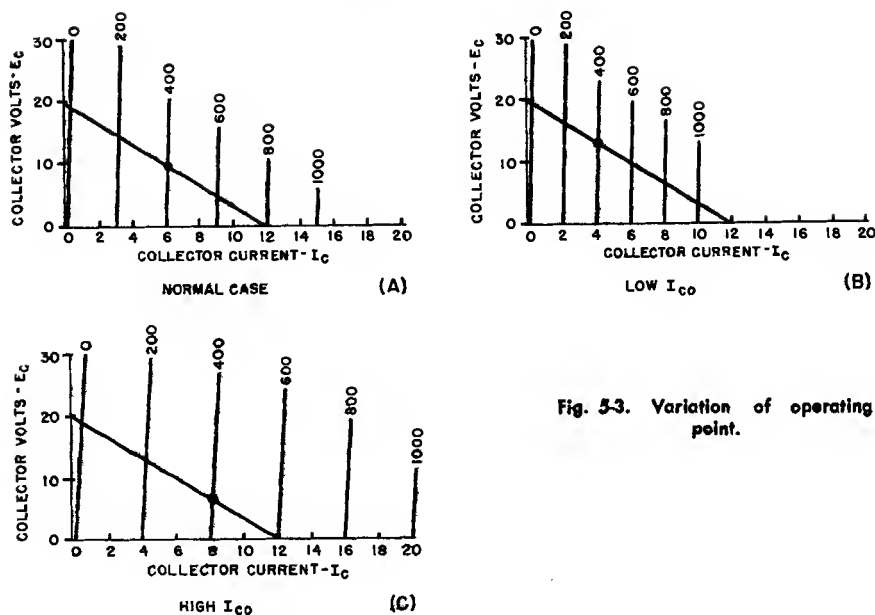 30
20
10
0
COLLECTOR VOLTS-EC
0
200
400
600
800
1000
0 2 4 6 8 10 12 14 16 18 20
COLLECTOR CURRENT-IC
NORMAL CASE
(A)
30
20
10
0
COLLECTOR VOLTS-EC
0
200
400
600
800
1000
0 2 4 6 8 10 12 14 16 18 20
COLLECTOR CURRENT-IC
LOW ICO
(B)
30
20
10
0
COLLECTOR VOLTS - EC
0
200
400
600
800
1000
0 2 4 6 8 10 12 14 16 18 20
COLLECTOR CURRENT-IC
HIGH ICO
(C)
Fig. 5-3. Variation of operating
point.